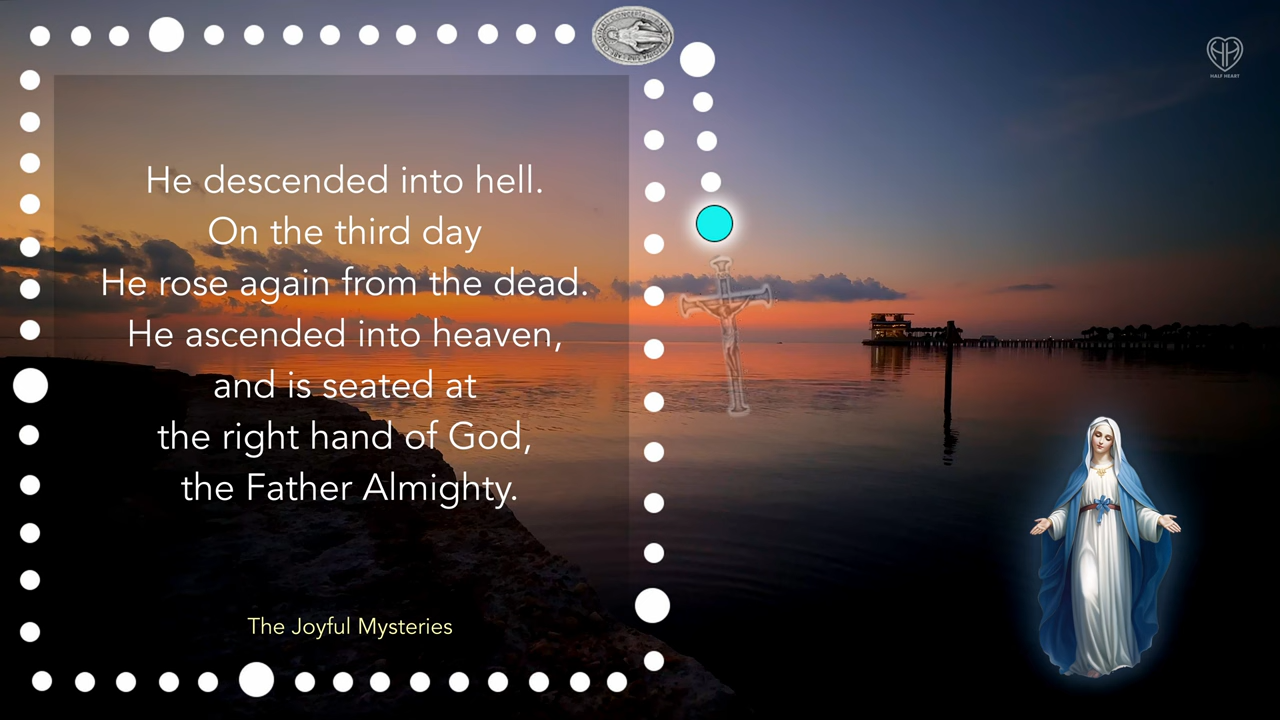 He descended into hell.
On the third day
He rose again from the dead.
He ascended into heaven,
and is seated at
the right hand of God,
the Father Almighty.
The Joyful Mysteries
HALF HEART